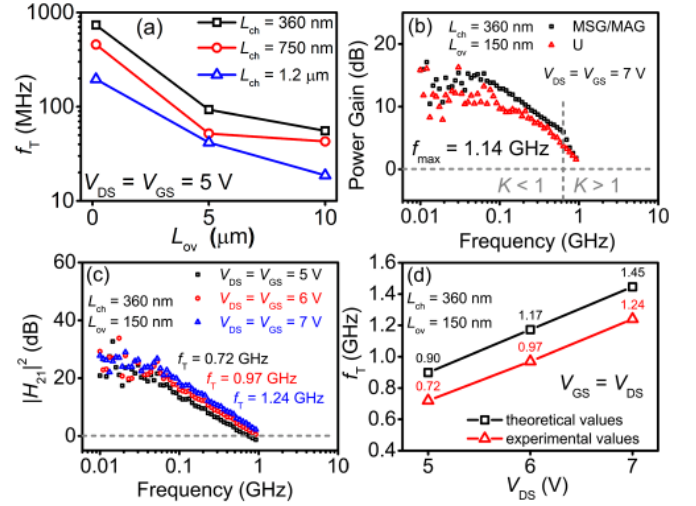 (a)
L_ch = 360 nm
L_ch = 750 nm
L_ch = 1.2 μm
1000
100
10
f_T (MHz)
V_DS = V_GS = 5 V
0
5
10
L_ov (μm)
(b)
L_ch = 360 nm
L_ov = 150 nm
MSG/MAG
U
V_DS = V_GS = 7 V
20
10
0
Power Gain (dB)
f_max = 1.14 GHz
K < 1
K > 1
0.01
0.1
1
10
Frequency (GHz)
(c)
V_DS = V_GS = 5 V
V_DS = V_GS = 6 V
V_DS = V_GS = 7 V
L_ch = 360 nm
L_ov = 150 nm
60
40
20
0
|H_21|² (dB)
f_T = 0.72 GHz
f_T = 0.97 GHz
f_T = 1.24 GHz
0.01
0.1
1
10
Frequency (GHz)
(d)
L_ch = 360 nm
L_ov = 150 nm
1.6
1.4
1.2
1.0
0.8
0.6
0.4
f_T (GHz)
0.90
1.17
1.45
0.72
0.97
1.24
V_GS = V_DS
theoretical values
experimental values
5
6
7
V_DS (V)